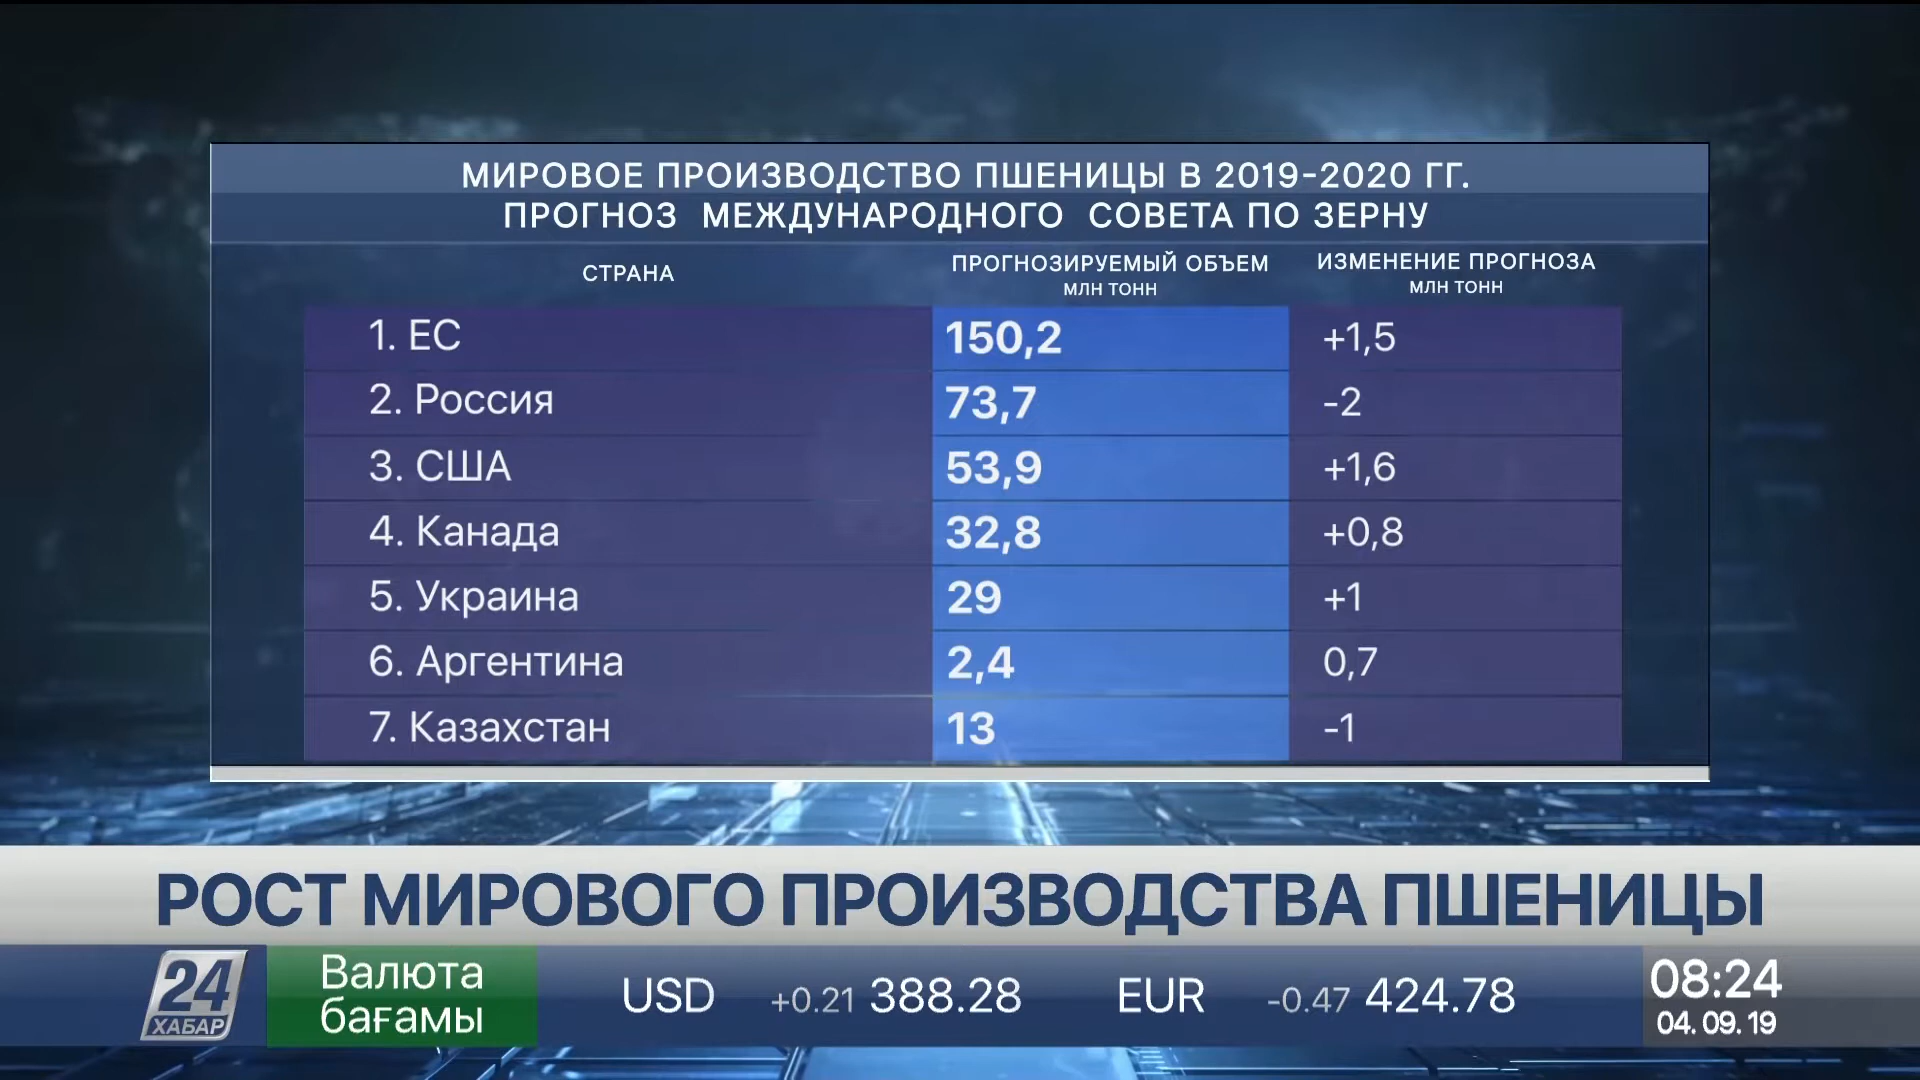 МИРОВОЕ ПРОИЗВОДСТВО ПШЕНИЦЫ В 2019-2020 ГГ.
ПРОГНОЗ МЕЖДУНАРОДНОГО СОВЕТА ПО ЗЕРНУ
СТРАНА ПРОГНОЗИРУЕМЫЙ ОБЪЕМ ИЗМЕНЕНИЕ ПРОГНОЗА
МЛН ТОНН МЛН ТОНН
1. ЕС 150,2 +1,5
2. Россия 73,7 -2
3. США 53,9 +1,6
4. Канада 32,8 +0,8
5. Украина 29 +1
6. Аргентина 2,4 0,7
7. Казахстан 13 -1
РОСТ МИРОВОГО ПРОИЗВОДСТВА ПШЕНИЦЫ
24
ХАБАР
Валюта
бағамы
USD +0.21 388.28 EUR -0.47 424.78
08:24
04. 09. 19